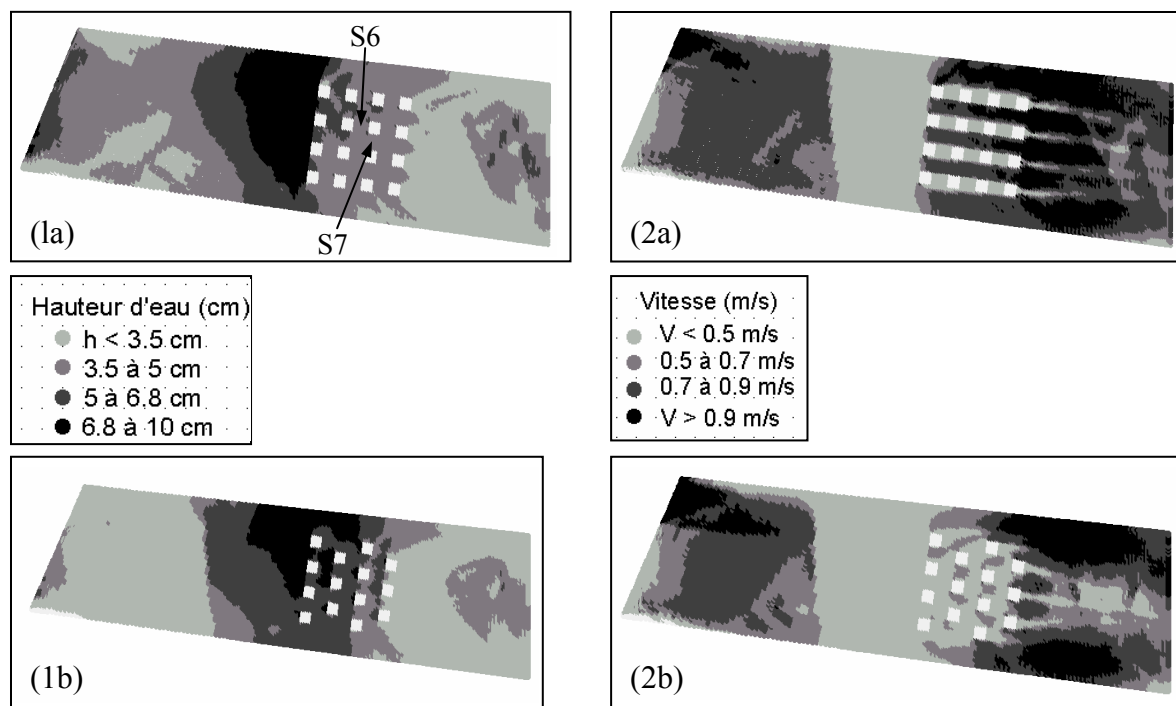 S6
S7
(1a)
(2a)
Hauteur d'eau (cm)
h < 3.5 cm
3.5 à 5 cm
5 à 6.8 cm
6.8 à 10 cm
Vitesse (m/s)
V < 0.5 m/s
0.5 à 0.7 m/s
0.7 à 0.9 m/s
V > 0.9 m/s
(1b)
(2b)